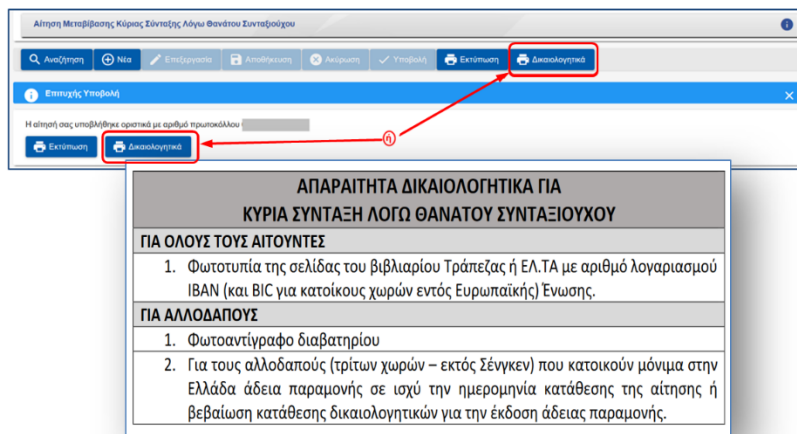 Αίτηση Μεταβίβασης Κύριας Σύνταξης Λόγω Θανάτου Συνταξιούχου
Αναζήτηση Νέα Επεξεργασία Αποθήκευση Ακύρωση Υποβολή Εκτύπωση Δικαιολογητικά
Επιτυχής Υποβολή
Η αίτησή σας υποβλήθηκε οριστικά με αριθμό πρωτοκόλλου
Εκτύπωση Δικαιολογητικά
ή
ΑΠΑΡΑΙΤΗΤΑ ΔΙΚΑΙΟΛΟΓΗΤΙΚΑ ΓΙΑ
ΚΥΡΙΑ ΣΥΝΤΑΞΗ ΛΟΓΩ ΘΑΝΑΤΟΥ ΣΥΝΤΑΞΙΟΥΧΟΥ
ΓΙΑ ΟΛΟΥΣ ΤΟΥΣ ΑΙΤΟΥΝΤΕΣ
1. Φωτοτυπία της σελίδας του βιβλιαρίου Τράπεζας ή ΕΛ.ΤΑ με αριθμό λογαριασμού
IBAN (και BIC για κατοίκους χωρών εντός Ευρωπαϊκής) Ένωσης.
ΓΙΑ ΑΛΛΟΔΑΠΟΥΣ
1. Φωτοαντίγραφο διαβατηρίου
2. Για τους αλλοδαπούς (τρίτων χωρών – εκτός Σένγκεν) που κατοικούν μόνιμα στην
Ελλάδα άδεια παραμονής σε ισχύ την ημερομηνία κατάθεσης της αίτησης ή
βεβαίωση κατάθεσης δικαιολογητικών για την έκδοση άδειας παραμονής.